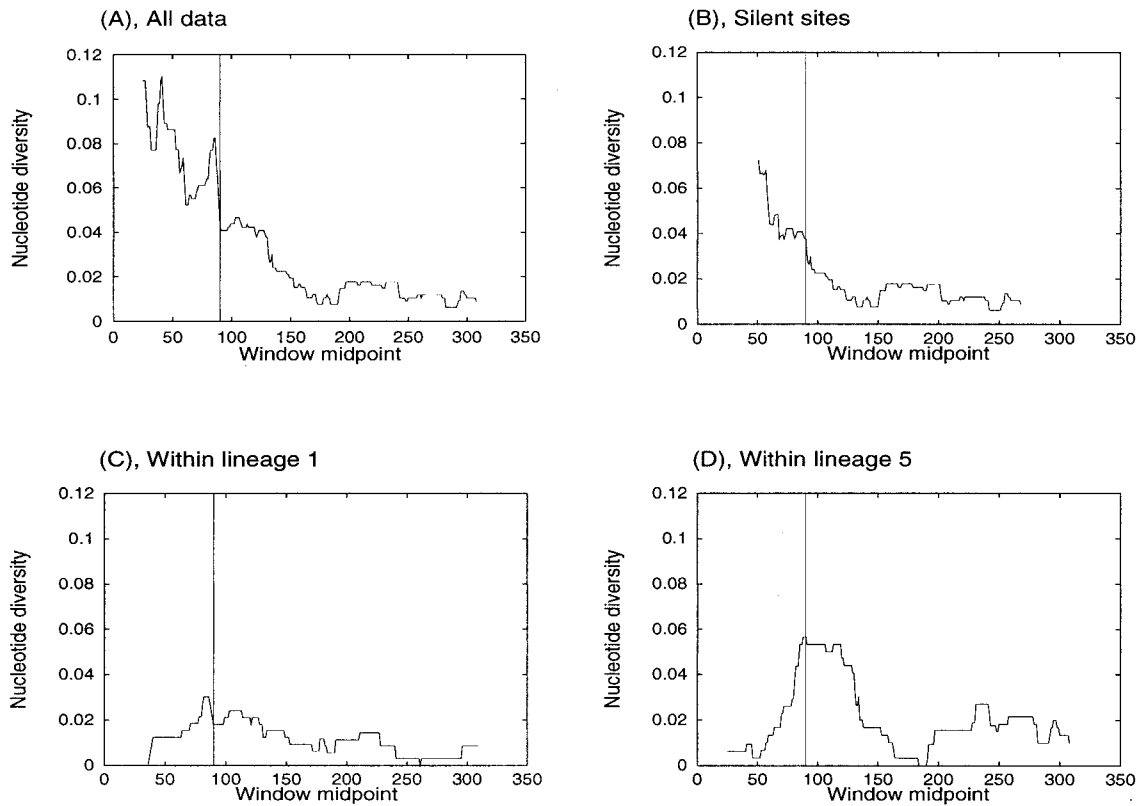 (A), All data
0.12
0.1
0.08
0.06
0.04
0.02
0
Nucleotide diversity
0 50 100 150 200 250 300 350
Window midpoint
(B), Silent sites
0.12
0.1
0.08
0.06
0.04
0.02
0
Nucleotide diversity
0 50 100 150 200 250 300 350
Window midpoint
(C), Within lineage 1
0.12
0.1
0.08
0.06
0.04
0.02
0
Nucleotide diversity
0 50 100 150 200 250 300 350
Window midpoint
(D), Within lineage 5
0.12
0.1
0.08
0.06
0.04
0.02
0
Nucleotide diversity
0 50 100 150 200 250 300 350
Window midpoint